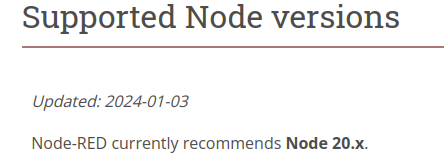 Supported Node versions
Updated: 2024-01-03
Node-RED currently recommends Node 20.x.